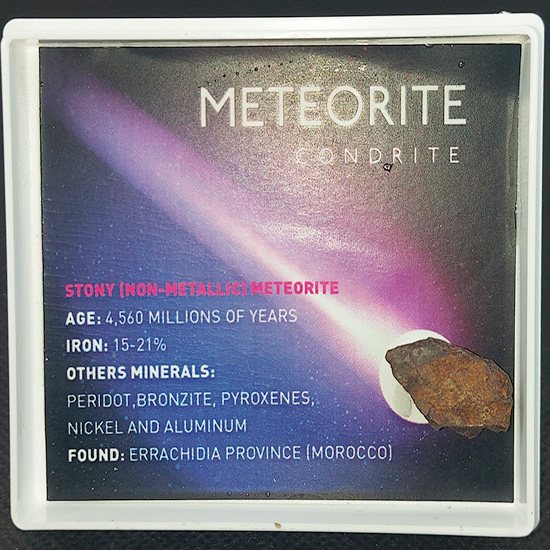 METEORITE
CONDRITE
STONY (NON-METALLIC) METEORITE
AGE: 4,560 MILLIONS OF YEARS
IRON: 15-21%
OTHERS MINERALS:
PERIDOT,BRONZITE, PYROXENES,
NICKEL AND ALUMINUM
FOUND: ERRACHIDIA PROVINCE (MOROCCO)